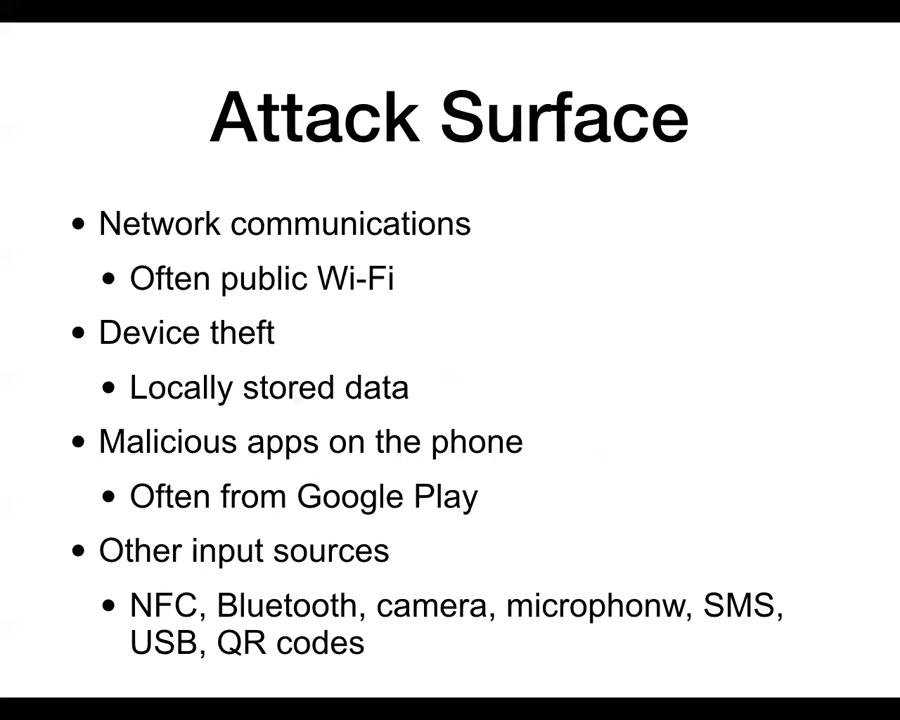 Attack Surface
• Network communications
• Often public Wi-Fi
• Device theft
• Locally stored data
• Malicious apps on the phone
• Often from Google Play
• Other input sources
• NFC, Bluetooth, camera, microphonw, SMS,
USB, QR codes